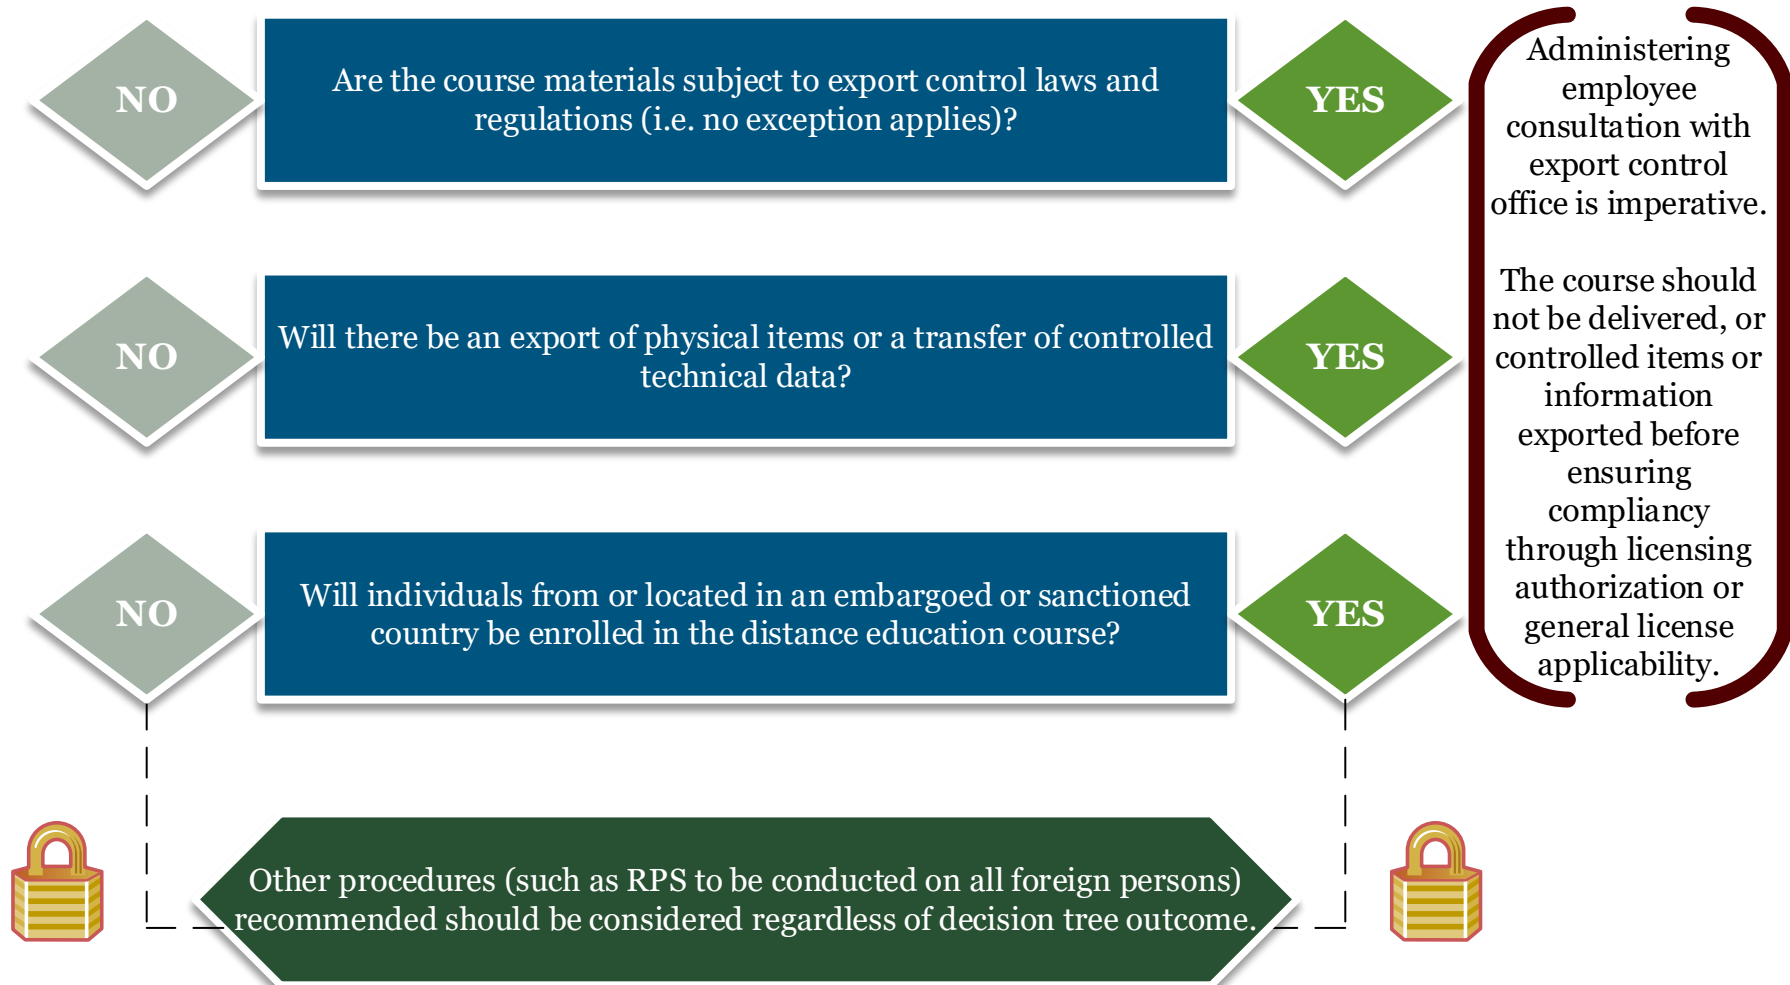 NO
Are the course materials subject to export control laws and
regulations (i.e. no exception applies)?
YES
NO
Will there be an export of physical items or a transfer of controlled
technical data?
YES
NO
Will individuals from or located in an embargoed or sanctioned
country be enrolled in the distance education course?
YES
Administering
employee
consultation with
export control
office is imperative.
The course should
not be delivered, or
controlled items or
information
exported before
ensuring
compliancy
through licensing
authorization or
general license
applicability.
Other procedures (such as RPS to be conducted on all foreign persons)
recommended should be considered regardless of decision tree outcome.